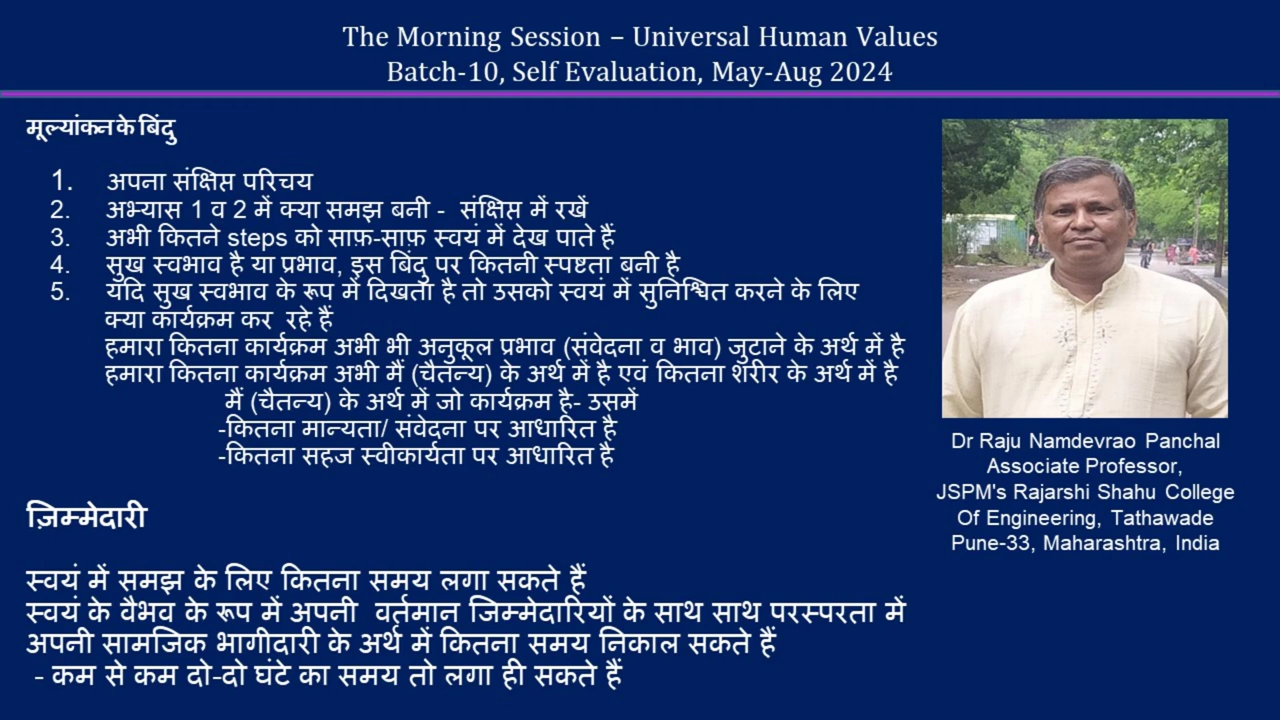 The Morning Session – Universal Human Values
Batch-10, Self Evaluation, May-Aug 2024
मूल्यांकन के बिंदु
1. अपना संक्षिप्त परिचय
2. अभ्यास 1 व 2 में क्या समझ बनी - संक्षिप्त में रखें
3. अभी कितने steps को साफ़-साफ़ स्वयं में देख पाते हैं
4. सुख स्वभाव है या प्रभाव, इस बिंदु पर कितनी स्पष्टता बनी है
5. यदि सुख स्वभाव के रूप में दिखता है तो उसको स्वयं में सुनिश्चित करने के लिए
क्या कार्यक्रम कर रहे हैं
हमारा कितना कार्यक्रम अभी भी अनुकूल प्रभाव (संवेदना व भाव) जुटाने के अर्थ में है
हमारा कितना कार्यक्रम अभी मैं (चैतन्य) के अर्थ में है एवं कितना शरीर के अर्थ में है
मैं (चैतन्य) के अर्थ में जो कार्यक्रम है- उसमें
-कितना मान्यता/ संवेदना पर आधारित है
-कितना सहज स्वीकार्यता पर आधारित है
ज़िम्मेदारी
स्वयं में समझ के लिए कितना समय लगा सकते हैं
स्वयं के वैभव के रूप में अपनी वर्तमान जिम्मेदारियों के साथ साथ परस्परता में
अपनी सामजिक भागीदारी के अर्थ में कितना समय निकाल सकते हैं
- कम से कम दो-दो घंटे का समय तो लगा ही सकते हैं
Dr Raju Namdevrao Panchal
Associate Professor,
JSPM's Rajarshi Shahu College
Of Engineering, Tathawade
Pune-33, Maharashtra, India